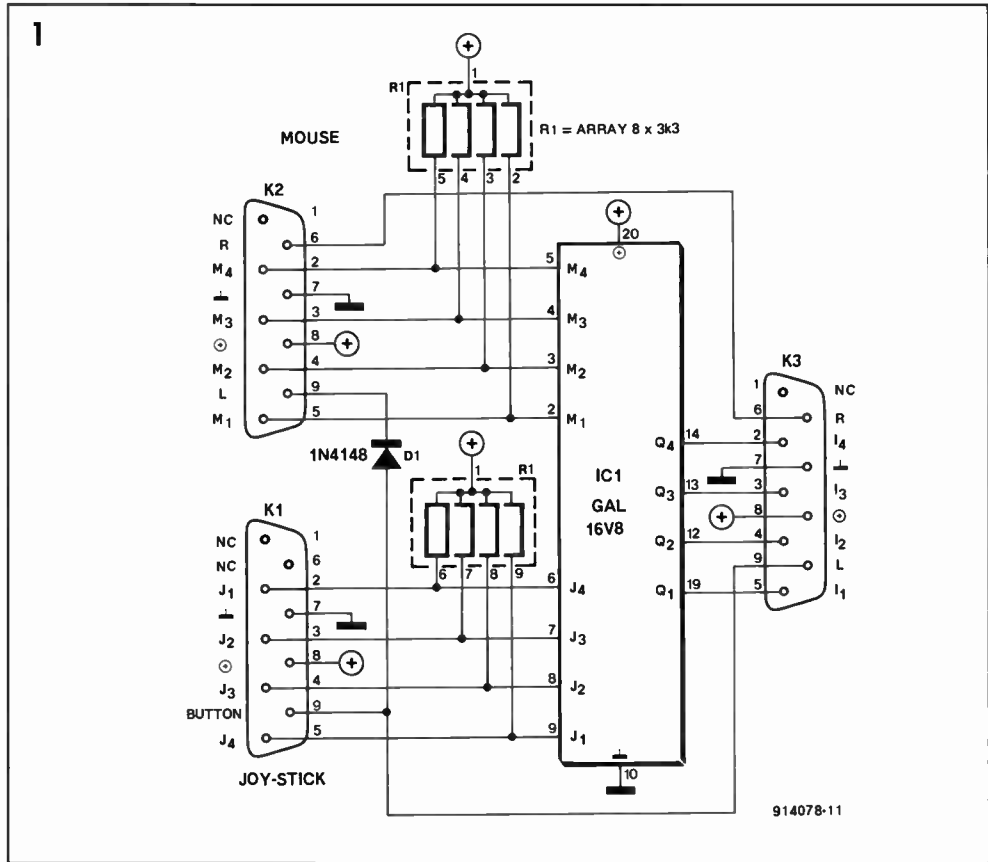 1
1
R1
R1 = ARRAY 8 x 3k3
MOUSE
5 4 3 2
K2
NC 1
R 6
M4 2
7
M3 3
8 +
M2 4
L 9
M1 5
+
20
5 M4
4 M3
3 M2
2 M1
IC1
GAL
16V8
Q4 14
Q3 13
Q2 12
Q1 19
6 J4
7 J3
8 J2
9 J1
10
K3
1 NC
6 R
2 I4
7
3 I3
+ 8
4 I2
9 L
5 I1
1N4148 D1
+
1
R1
6 7 8 9
K1
NC 1
NC 6
J1 2
7
J2 3
8 +
J3 4
BUTTON 9
J4 5
JOY-STICK
914078-11